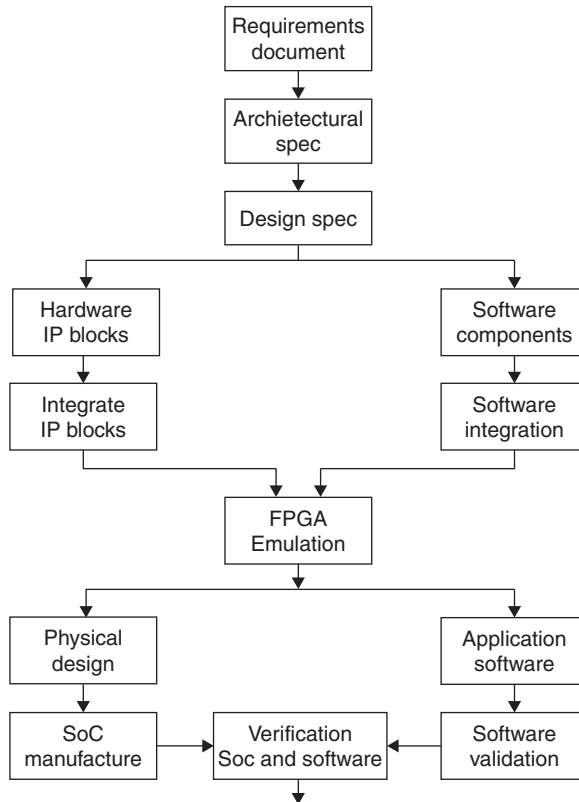 Requirements
document
Archietectural
spec
Design spec
Hardware
IP blocks
Software
components
Integrate
IP blocks
Software
integration
FPGA
Emulation
Physical
design
Application
software
SoC
manufacture
Verification
Soc and software
Software
validation